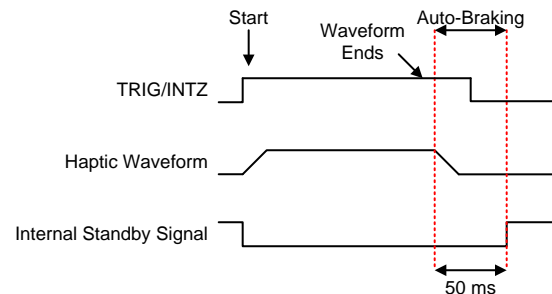 Start
Auto-Braking
Waveform
Ends
TRIG/INTZ
Haptic Waveform
Internal Standby Signal
50 ms